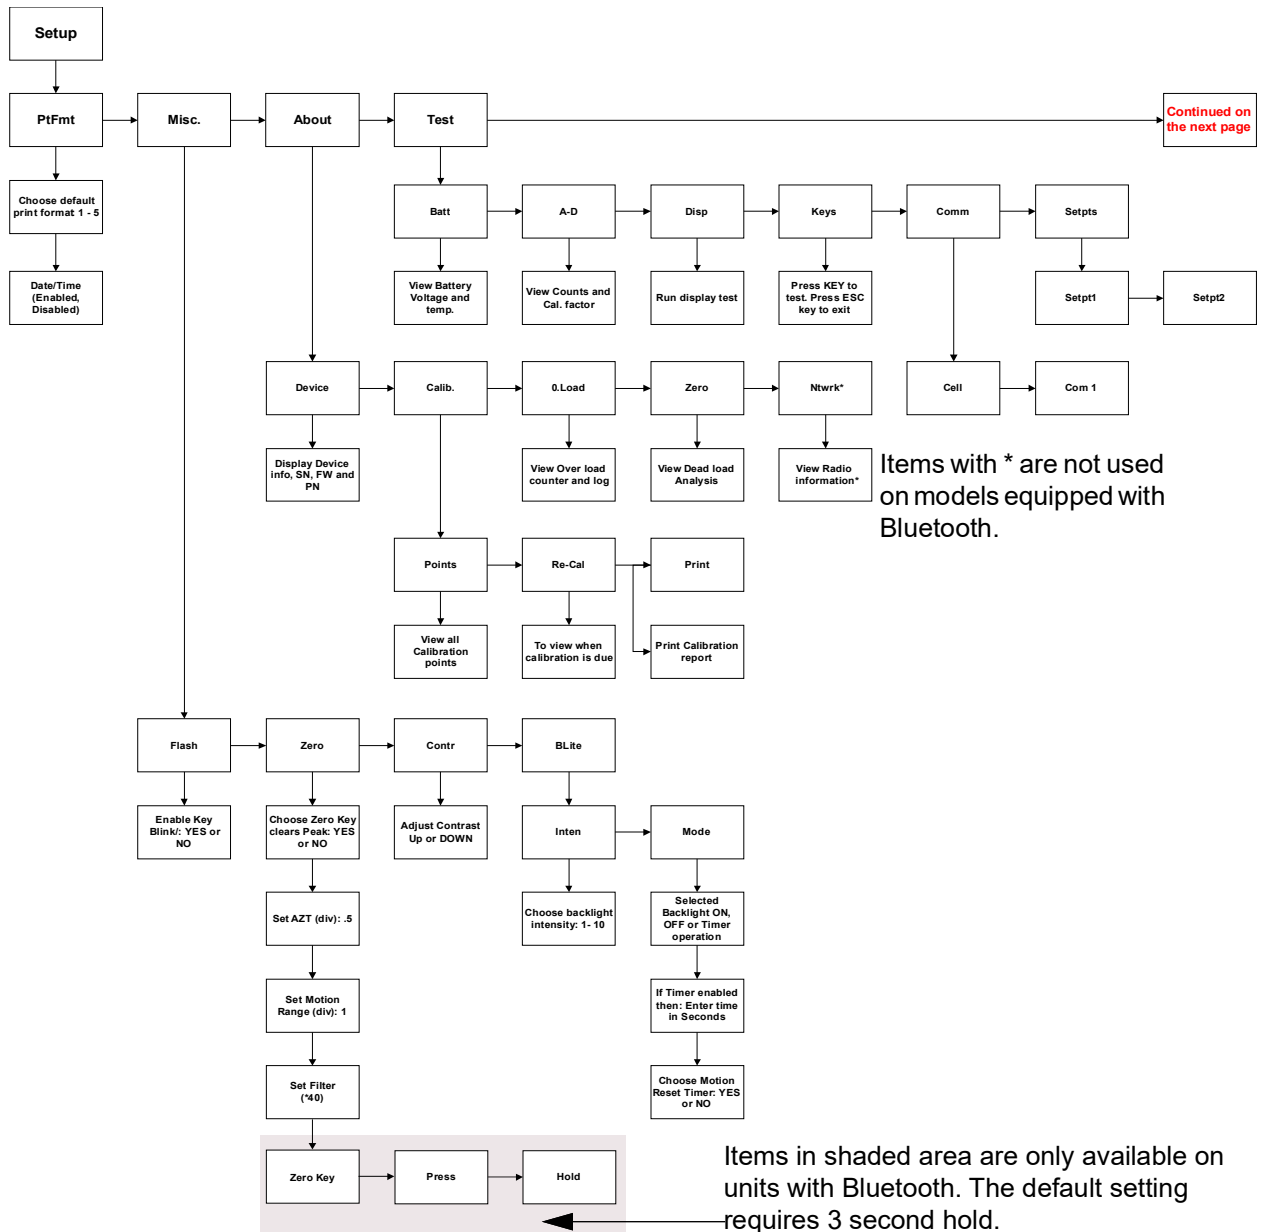 Setup
PtFmt
Misc.
About
Test
Continued on
the next page
Choose default
print format 1 - 5
Batt
A-D
Disp
Keys
Comm
Setpts
Date/Time
(Enabled,
Disabled)
View Battery
Voltage and
temp.
View Counts and
Cal. factor
Run display test
Press KEY to
test. Press ESC
key to exit
Setpt1
Setpt2
Device
Calib.
0.Load
Zero
Ntwrk*
Cell
Com 1
Display Device
info, SN, FW and
PN
View Over load
counter and log
View Dead load
Analysis
View Radio
information*
Items with * are not used
on models equipped with
Bluetooth.
Points
Re-Cal
Print
View all
Calibration
points
To view when
calibration is due
Print Calibration
report
Flash
Zero
Contr
BLite
Enable Key
Blink/: YES or
NO
Choose Zero Key
clears Peak: YES
or NO
Adjust Contrast
Up or DOWN
Inten
Mode
Set AZT (div): .5
Choose backlight
intensity: 1- 10
Selected
Backlight ON,
OFF or Timer
operation
Set Motion
Range (div): 1
If Timer enabled
then: Enter time
in Seconds
Set Filter
(*40)
Choose Motion
Reset Timer: YES
or NO
Zero Key
Press
Hold
Items in shaded area are only available on
units with Bluetooth. The default setting
requires 3 second hold.